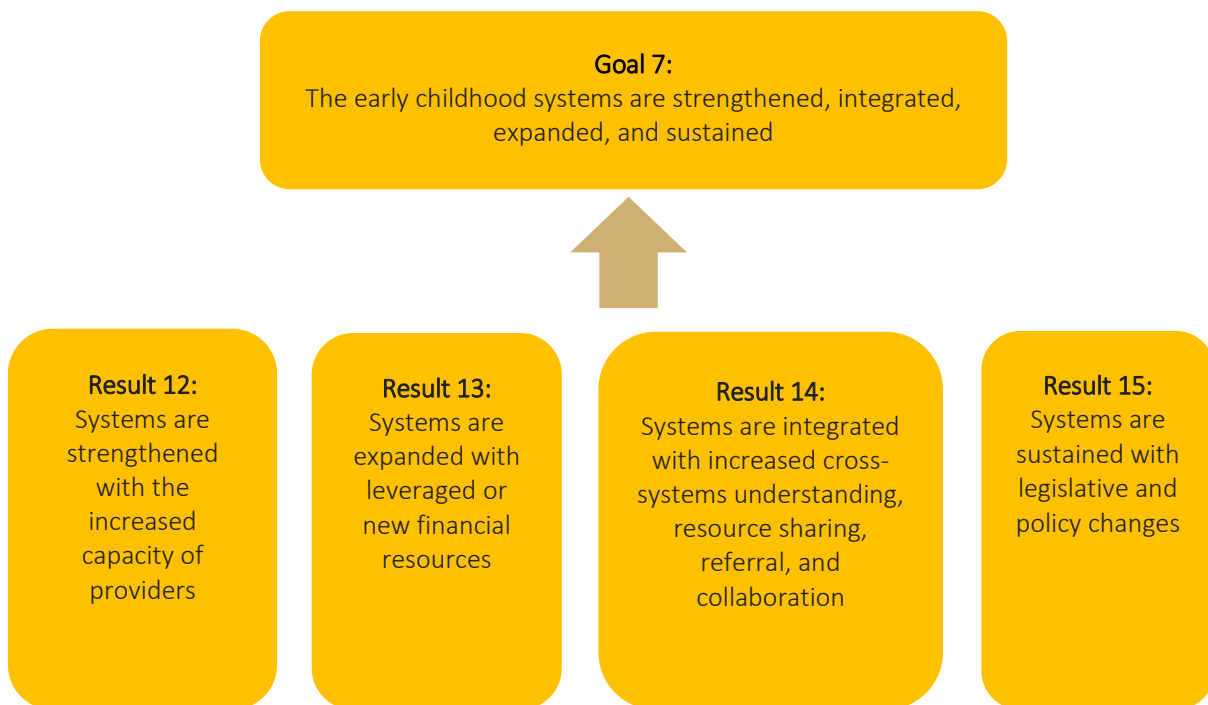 Goal 7:
The early childhood systems are strengthened, integrated,
expanded, and sustained
Result 12:
Systems are
strengthened
with the
increased
capacity of
providers
Result 13:
Systems are
expanded with
leveraged or
new financial
resources
Result 14:
Systems are integrated
with increased cross-
systems understanding,
resource sharing,
referral, and
collaboration
Result 15:
Systems are
sustained with
legislative and
policy changes